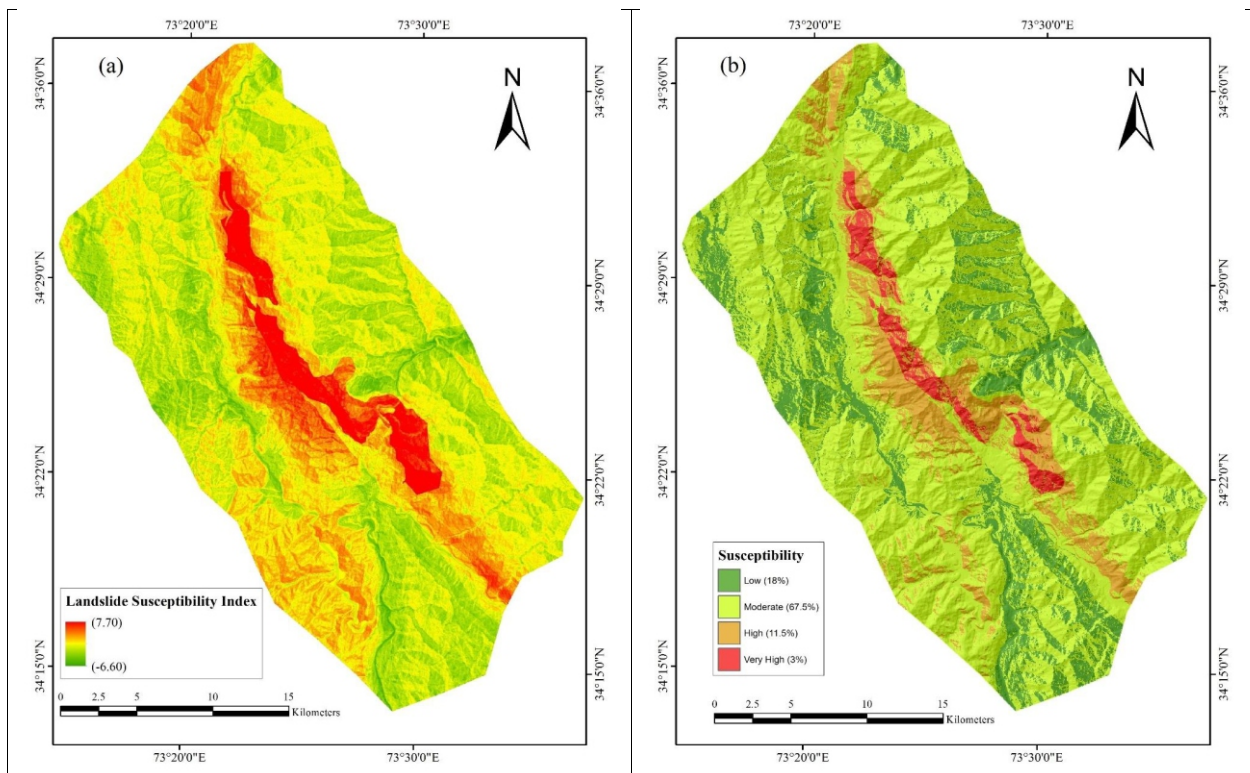 73°20'0"E 73°30'0"E
(a)
N
34°36'0"N 34°36'0"N
34°29'0"N 34°29'0"N
34°22'0"N 34°22'0"N
34°15'0"N 34°15'0"N
Landslide Susceptibility Index
(7.70)
(-6.60)
0 2.5 5 10 15
Kilometers
73°20'0"E 73°30'0"E
73°20'0"E 73°30'0"E
(b)
N
34°36'0"N 34°36'0"N
34°29'0"N 34°29'0"N
34°22'0"N 34°22'0"N
34°15'0"N 34°15'0"N
Susceptibility
Low (18%)
Moderate (67.5%)
High (11.5%)
Very High (3%)
0 2.5 5 10 15
Kilometers
73°20'0"E 73°30'0"E